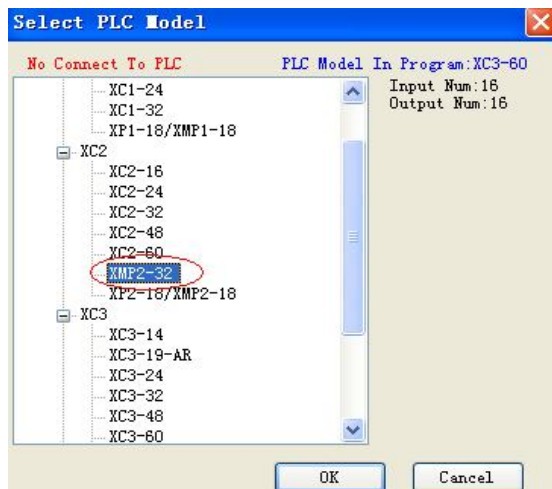 Select PLC Model
No Connect To PLC
PLC Model In Program:XC3-60
Input Num:16
Output Num:16
XC1-24
XC1-32
XP1-18/XMP1-18
XC2
XC2-16
XC2-24
XC2-32
XC2-48
XC2-60
XMP2-32
XP2-18/XMP2-18
XC3
XC3-14
XC3-19-AR
XC3-24
XC3-32
XC3-48
XC3-60
OK
Cancel